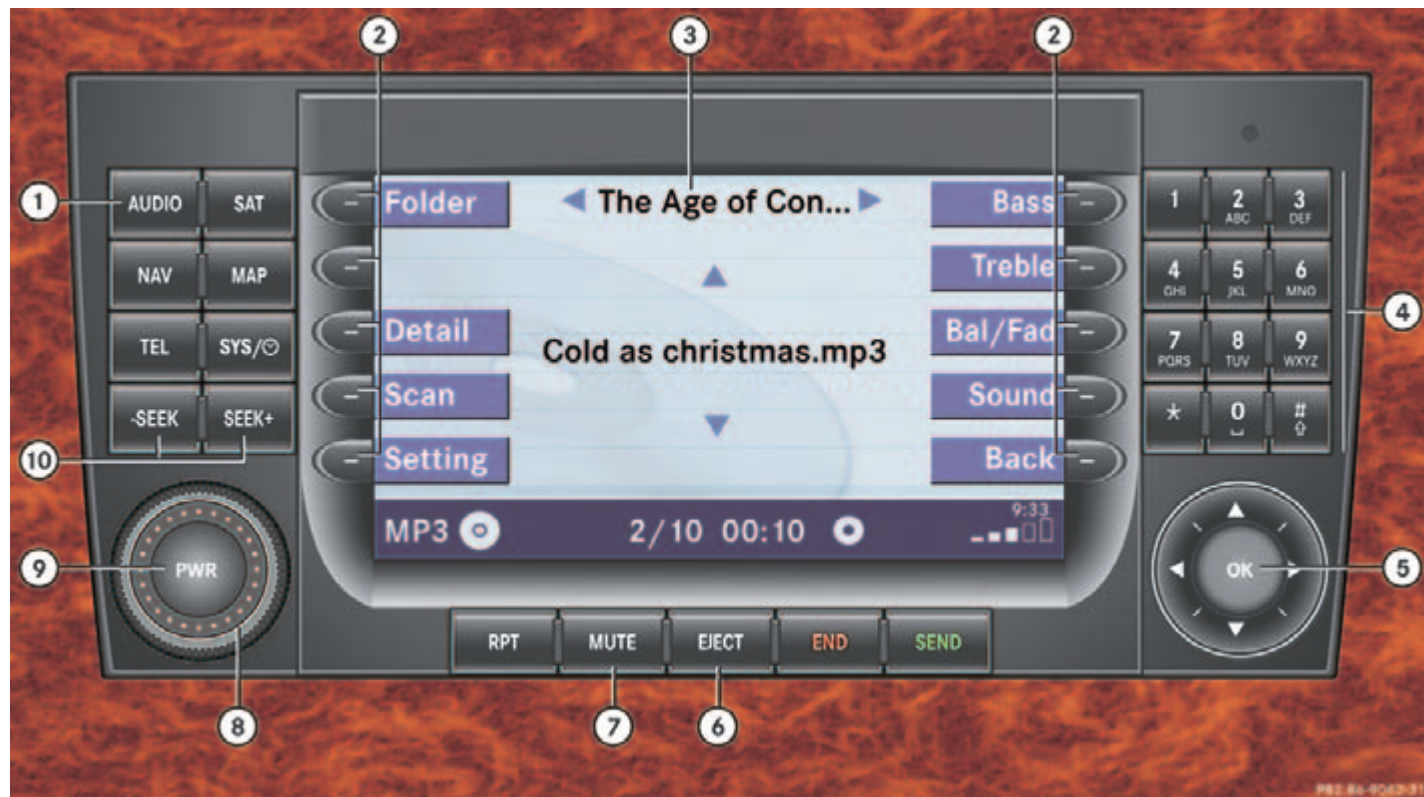 2
3
2
1
AUDIO
SAT
NAV
MAP
TEL
SYS/
-SEEK
SEEK+
10
PWR
9
8
Folder
Detail
Scan
Setting
The Age of Con...
Cold as christmas.mp3
Bass
Treble
Bal/Fad
Sound
Back
MP3
2/10 00:10
9:33
1
2 ABC
3 DEF
4 GHI
5 JKL
6 MNO
7 PQRS
8 TUV
9 WXYZ
*
0
#
4
OK
5
RPT
MUTE
EJECT
END
SEND
7
6